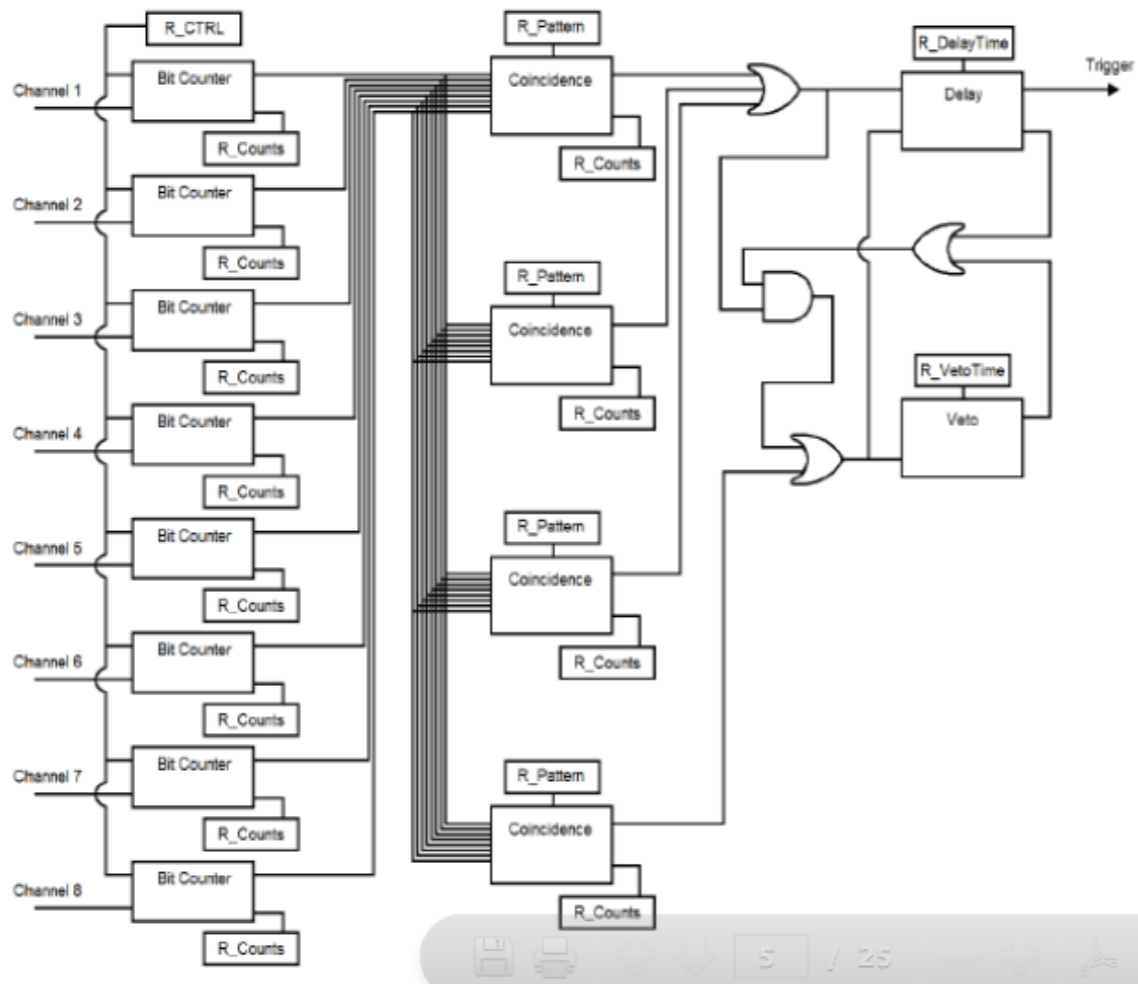 R_CTRL
Channel 1
Bit Counter
R_Counts
Channel 2
Bit Counter
R_Counts
Channel 3
Bit Counter
R_Counts
Channel 4
Bit Counter
R_Counts
Channel 5
Bit Counter
R_Counts
Channel 6
Bit Counter
R_Counts
Channel 7
Bit Counter
R_Counts
Channel 8
Bit Counter
R_Counts
R_Pattern
Coincidence
R_Counts
R_Pattern
Coincidence
R_Counts
R_Pattern
Coincidence
R_Counts
R_Pattern
Coincidence
R_Counts
R_DelayTime
Delay
Trigger
R_VetoTime
Veto
5 / 25